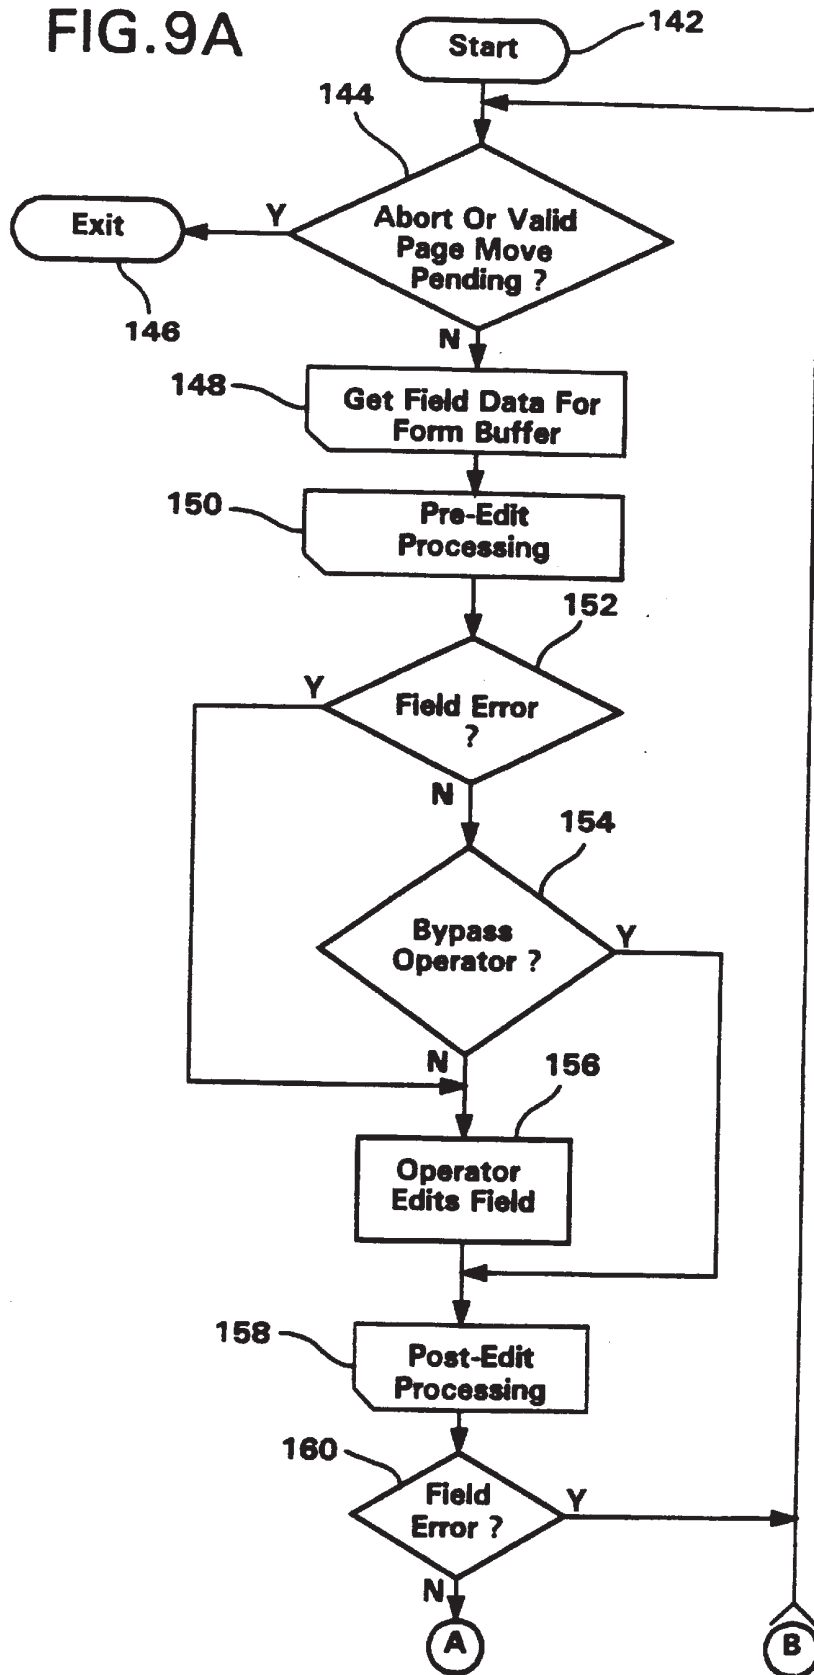 FIG.9A
Start
142
144
Y
Exit
Abort Or Valid
Page Move
Pending ?
146
N
148
Get Field Data For
Form Buffer
150
Pre-Edit
Processing
152
Y
Field Error
?
N
154
Bypass
Operator ?
Y
N
156
Operator
Edits Field
158
Post-Edit
Processing
160
Field
Error ?
Y
N
A
B